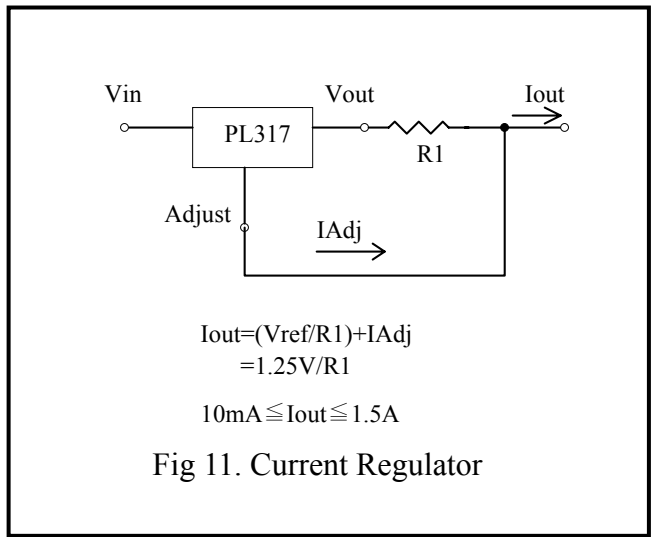 Vin
Vout
Iout
PL317
R1
Adjust
IAdj
Iout=(Vref/R1)+IAdj
=1.25V/R1
10mA≦Iout≦1.5A
Fig 11. Current Regulator